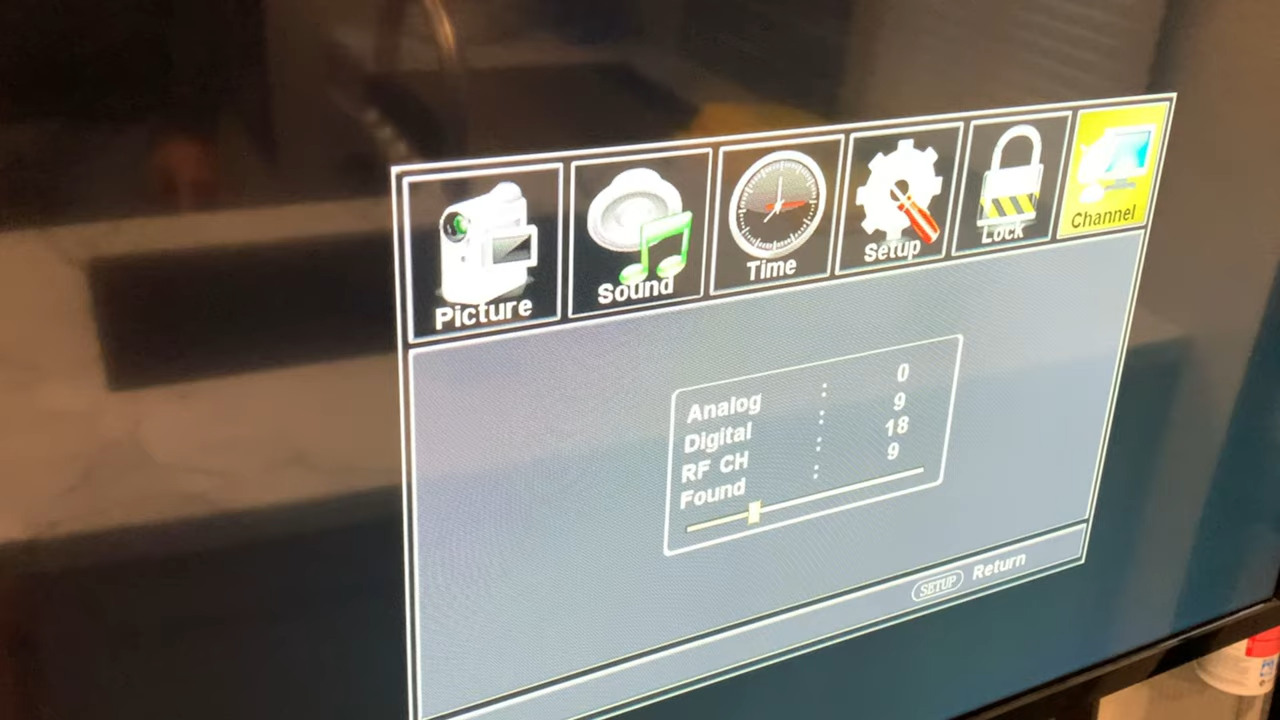 Picture
Sound
Time
Setup
Lock
Channel
Analog : 0
Digital : 9
RF CH : 18
Found : 9
SETUP Return